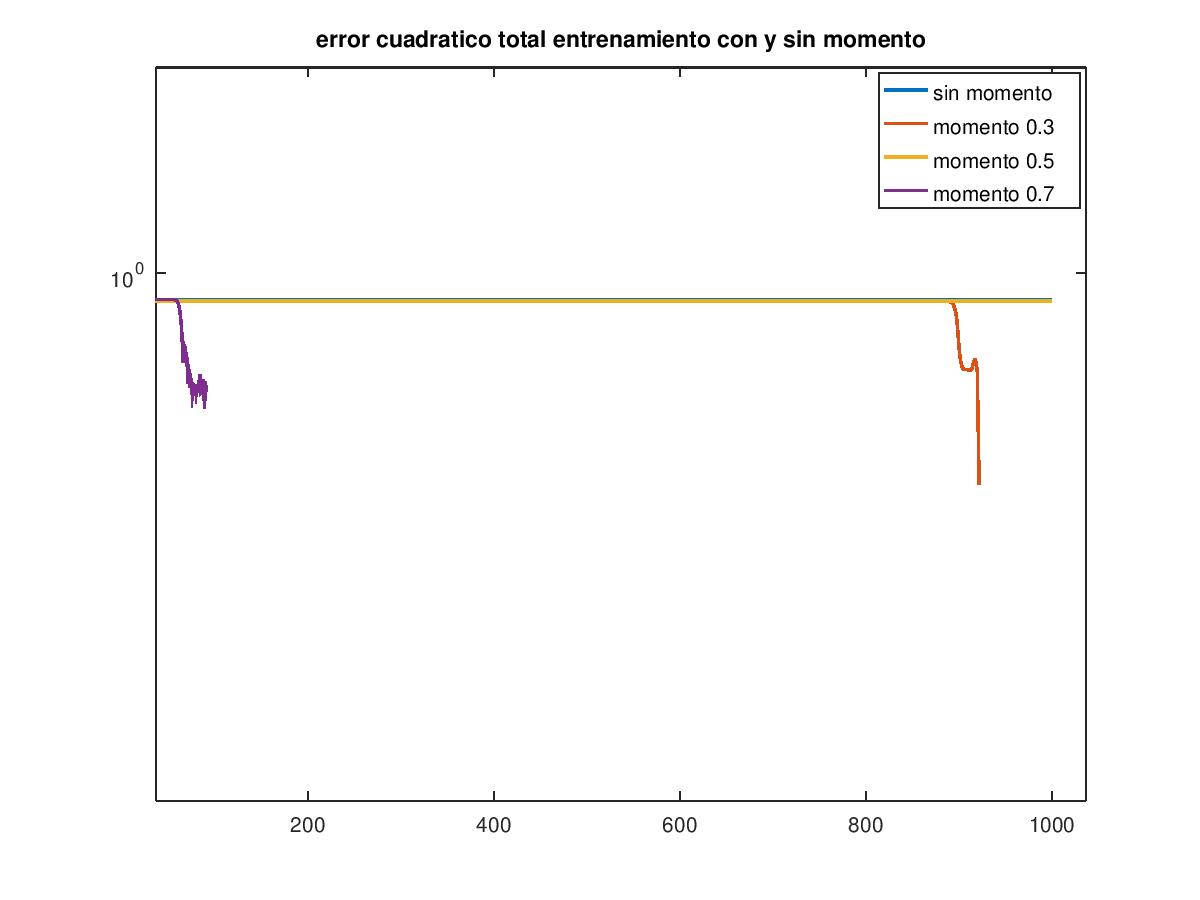 error cuadratico total entrenamiento con y sin momento
sin momento
momento 0.3
momento 0.5
momento 0.7
10^0
200 400 600 800 1000